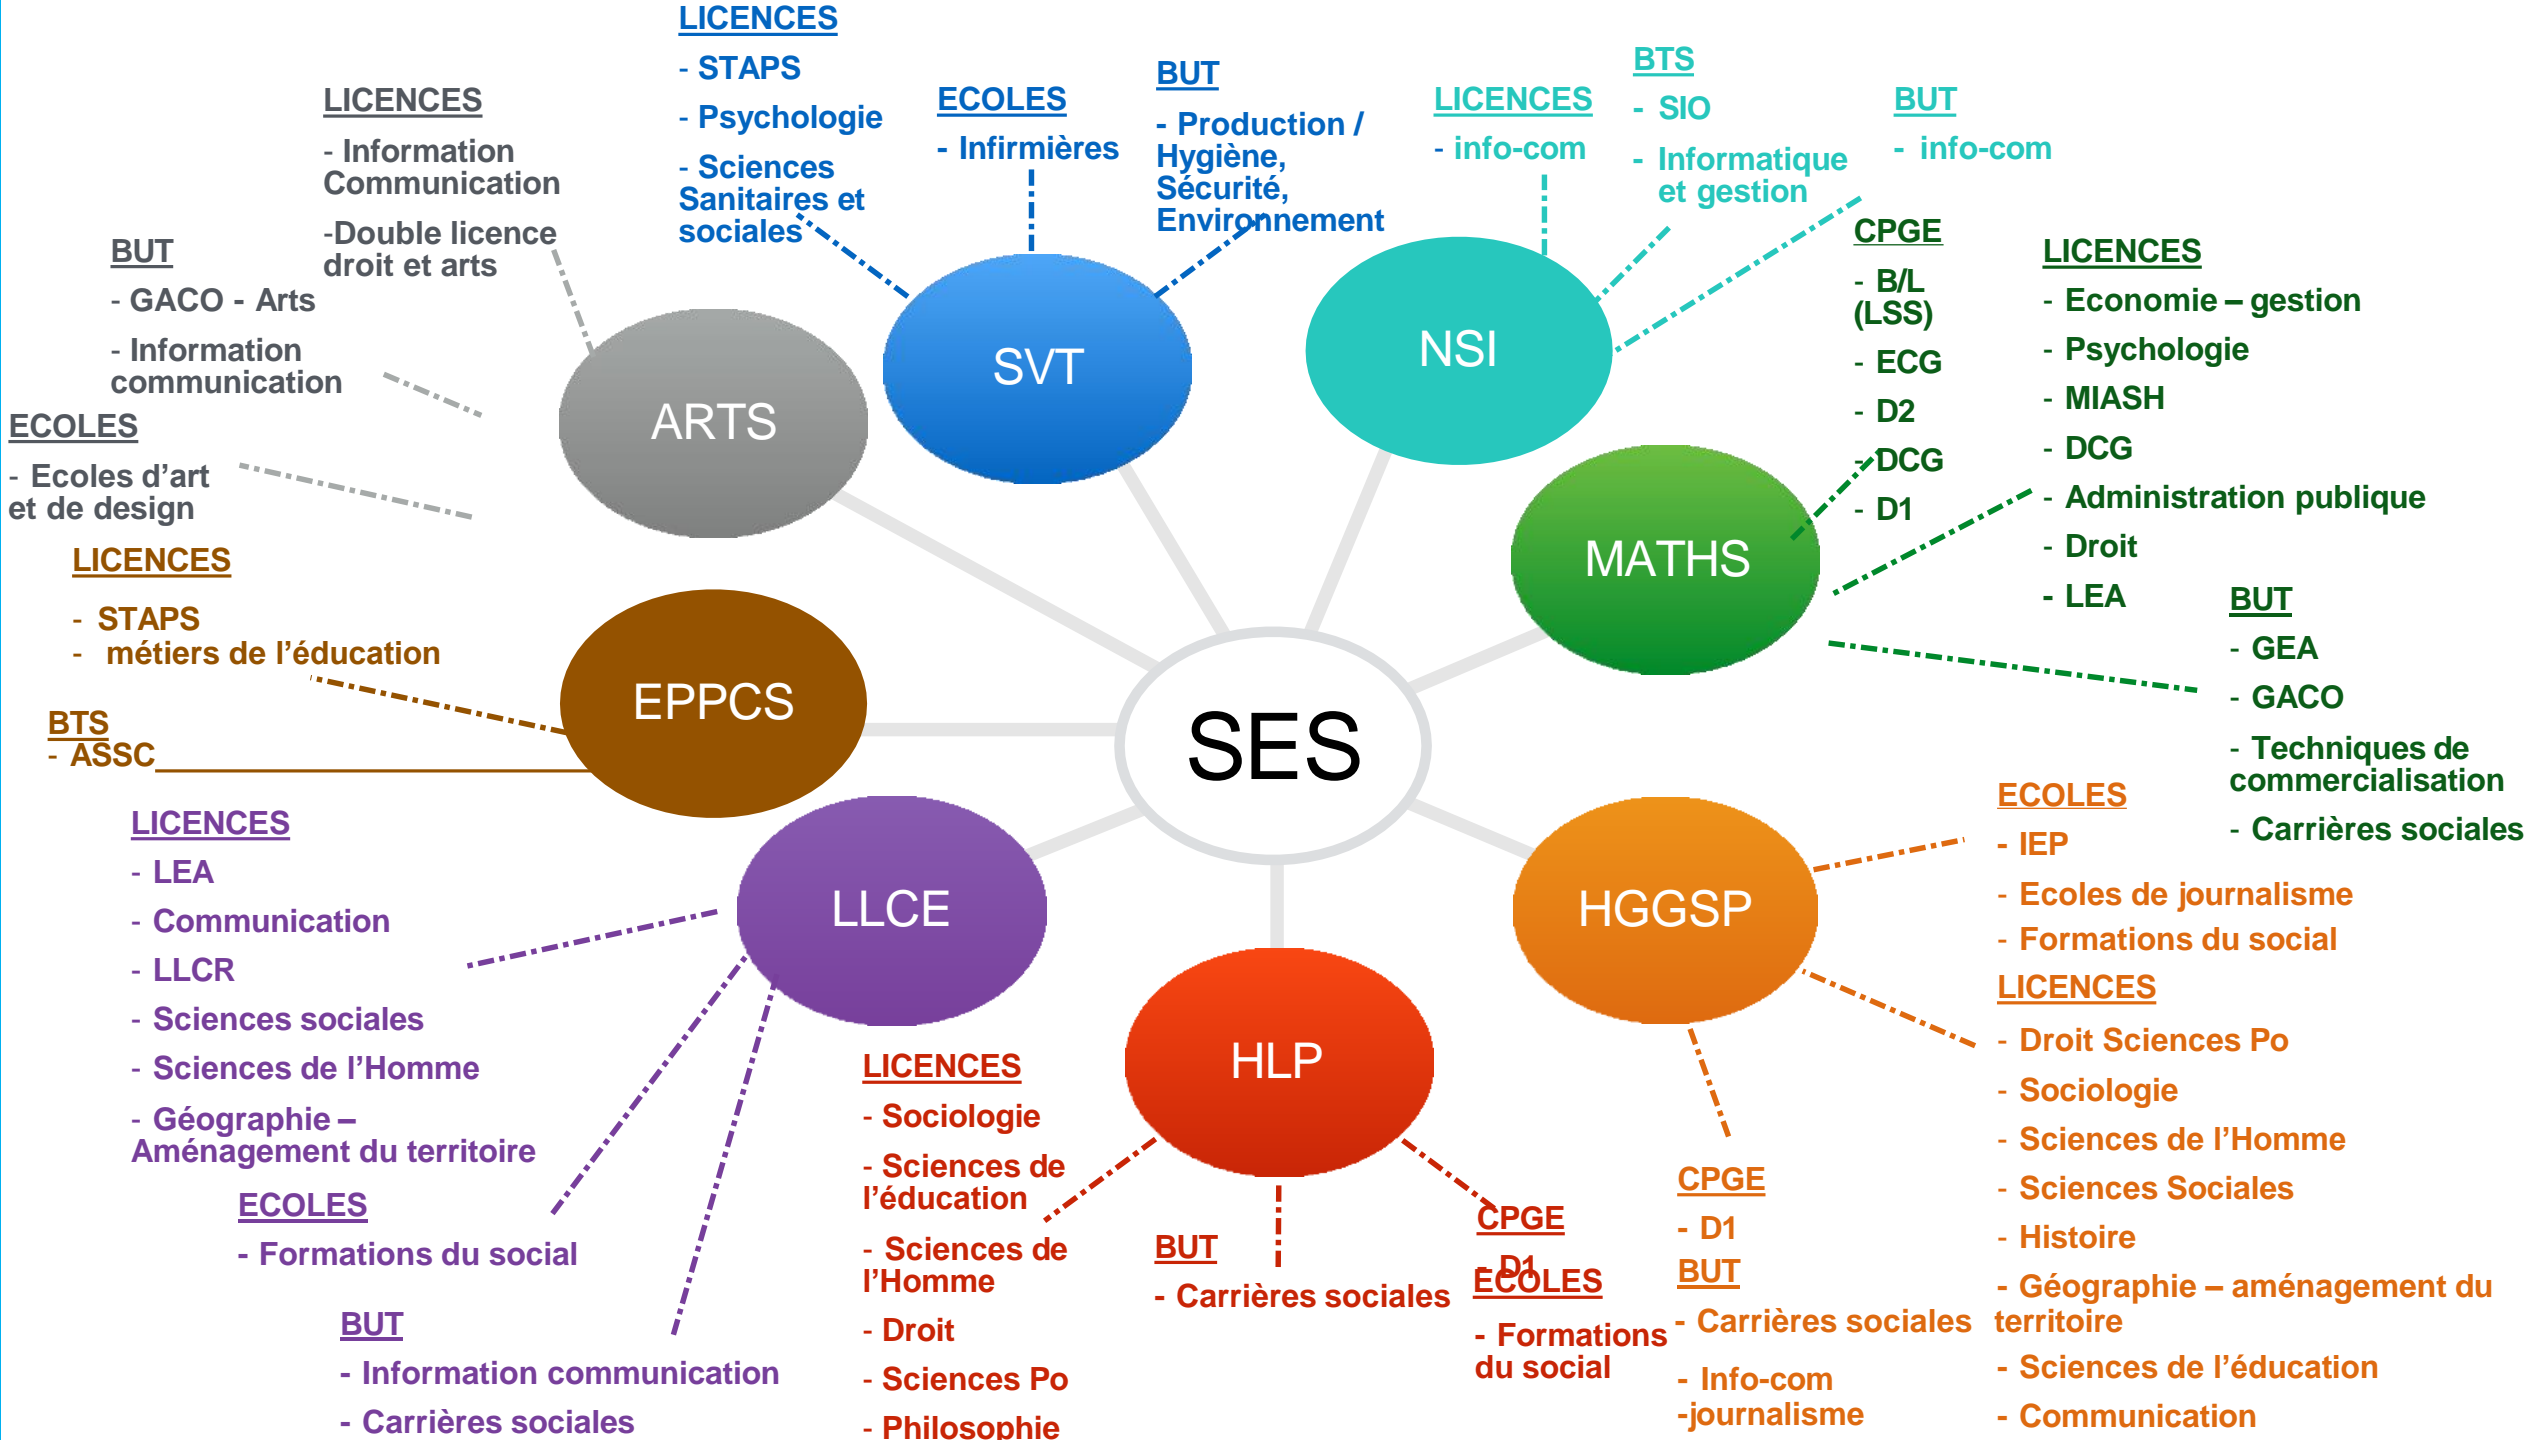 LICENCES
- STAPS
- Psychologie
- Sciences
Sanitaires et
sociales
ECOLES
- Infirmières
BUT
- Production /
Hygiène,
Sécurité,
Environnement
LICENCES
- info-com
BTS
- SIO
- Informatique
et gestion
BUT
- info-com
LICENCES
- Information
Communication
-Double licence
droit et arts
BUT
- GACO - Arts
- Information
communication
ECOLES
- Ecoles d’art
et de design
CPGE
- B/L
(LSS)
- ECG
- D2
- DCG
- D1
LICENCES
- Economie – gestion
- Psychologie
- MIASH
- DCG
- Administration publique
- Droit
- LEA
BUT
- GEA
- GACO
- Techniques de
commercialisation
- Carrières sociales
ARTS
SVT
NSI
MATHS
LICENCES
- STAPS
- métiers de l’éducation
BTS
- ASSC
EPPCS
SES
LLCE
HLP
HGGSP
LICENCES
- LEA
- Communication
- LLCR
- Sciences sociales
- Sciences de l’Homme
- Géographie –
Aménagement du territoire
ECOLES
- Formations du social
BUT
- Information communication
- Carrières sociales
LICENCES
- Sociologie
- Sciences de
l’éducation
- Sciences de
l’Homme
- Droit
- Sciences Po
- Philosophie
BUT
- Carrières sociales
CPGE
- D1
ECOLES
- Formations
du social
CPGE
- D1
BUT
- Carrières sociales
- Info-com
-journalisme
ECOLES
- IEP
- Ecoles de journalisme
- Formations du social
LICENCES
- Droit Sciences Po
- Sociologie
- Sciences de l’Homme
- Sciences Sociales
- Histoire
- Géographie – aménagement du
territoire
- Sciences de l’éducation
- Communication